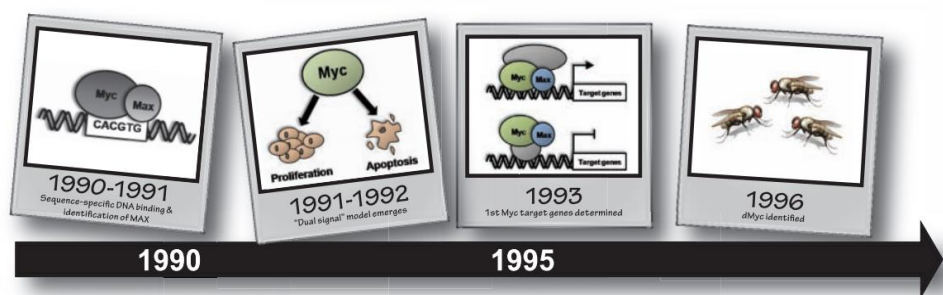 Myc
Max
CACGTG
1990-1991
Sequence-specific DNA binding &
identification of MAX
Myc
Proliferation
Apoptosis
1991-1992
"Dual signal" model emerges
Myc
Max
Target genes
Myc
Max
Target genes
1993
1st Myc target genes determined
1996
dMyc identified
1990
1995